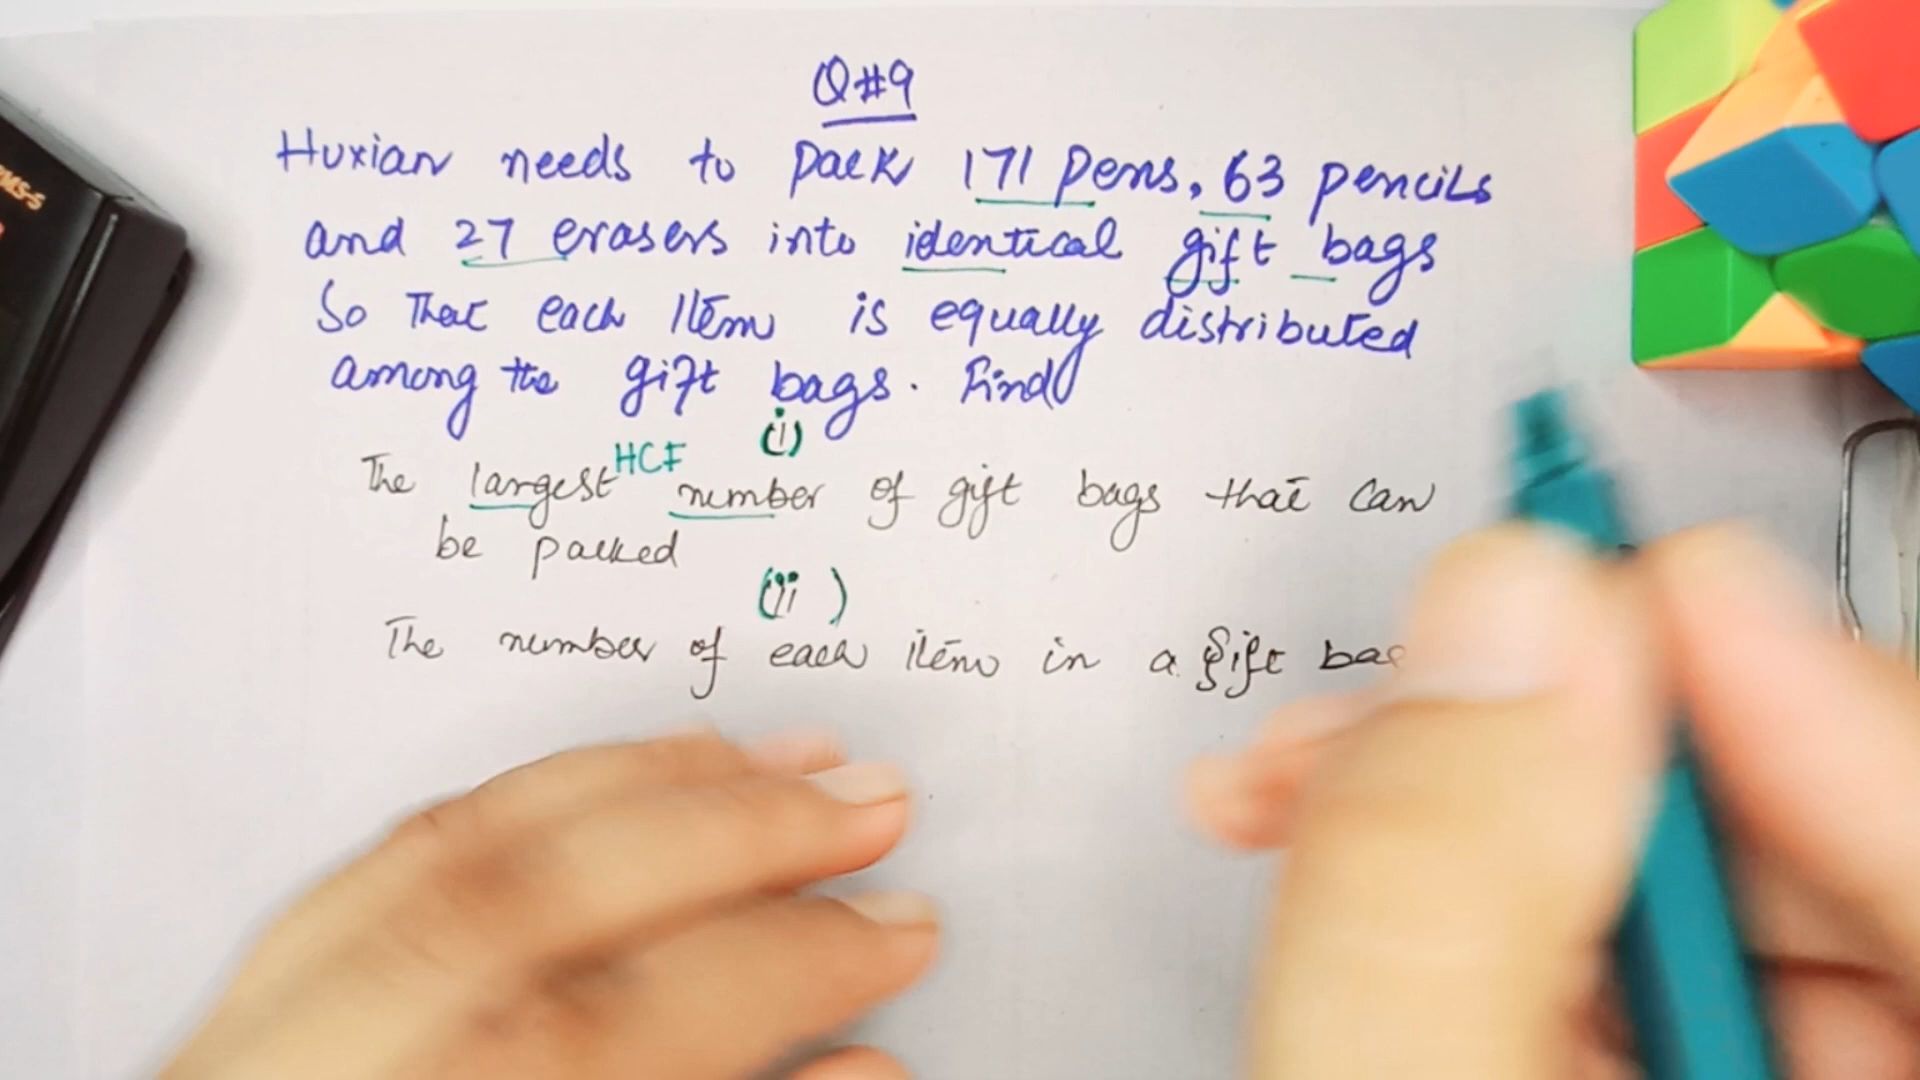 Q#9
Huxian needs to pack 171 pens, 63 pencils
and 27 erasers into identical gift bags
So that each item is equally distributed
among the gift bags. Find
(i)
The largest HCF number of gift bags that can
be packed
(ii)
The number of each item in a gift bag